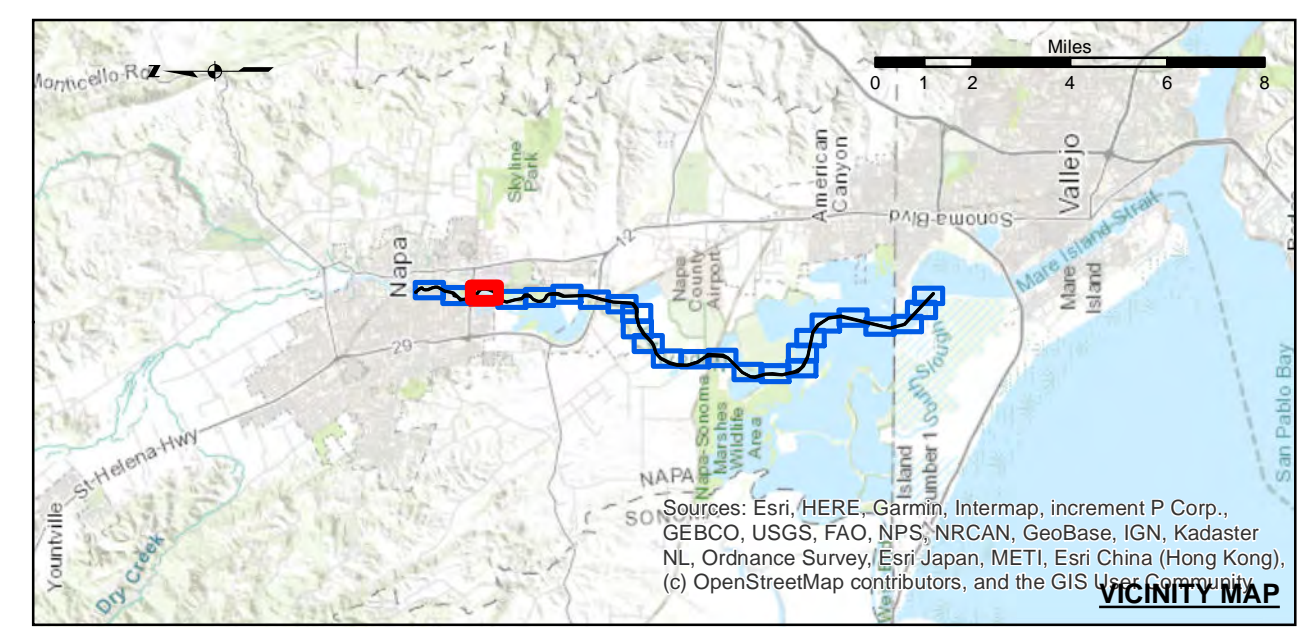 Miles
0 1 2 4 6 8
Z
Monticello-Rd
Skyline
Park
American
Canyon
Vallejo
Sonoma Blvd
Mare Island Strait
12
Napa
Napa
County
Airport
Mare
Island
29
South Slough
Napa-Sonoma
Marshes
Wildlife
Area
Island
umber 1
San Pablo Bay
St-Helena-Hwy
Yountville
Dry Creek
NAPA
SONOMA
Sources: Esri, HERE, Garmin, Intermap, increment P Corp.,
GEBCO, USGS, FAO, NPS, NRCAN, GeoBase, IGN, Kadaster
NL, Ordnance Survey, Esri Japan, METI, Esri China (Hong Kong),
(c) OpenStreetMap contributors, and the GIS User Community
VICINITY MAP